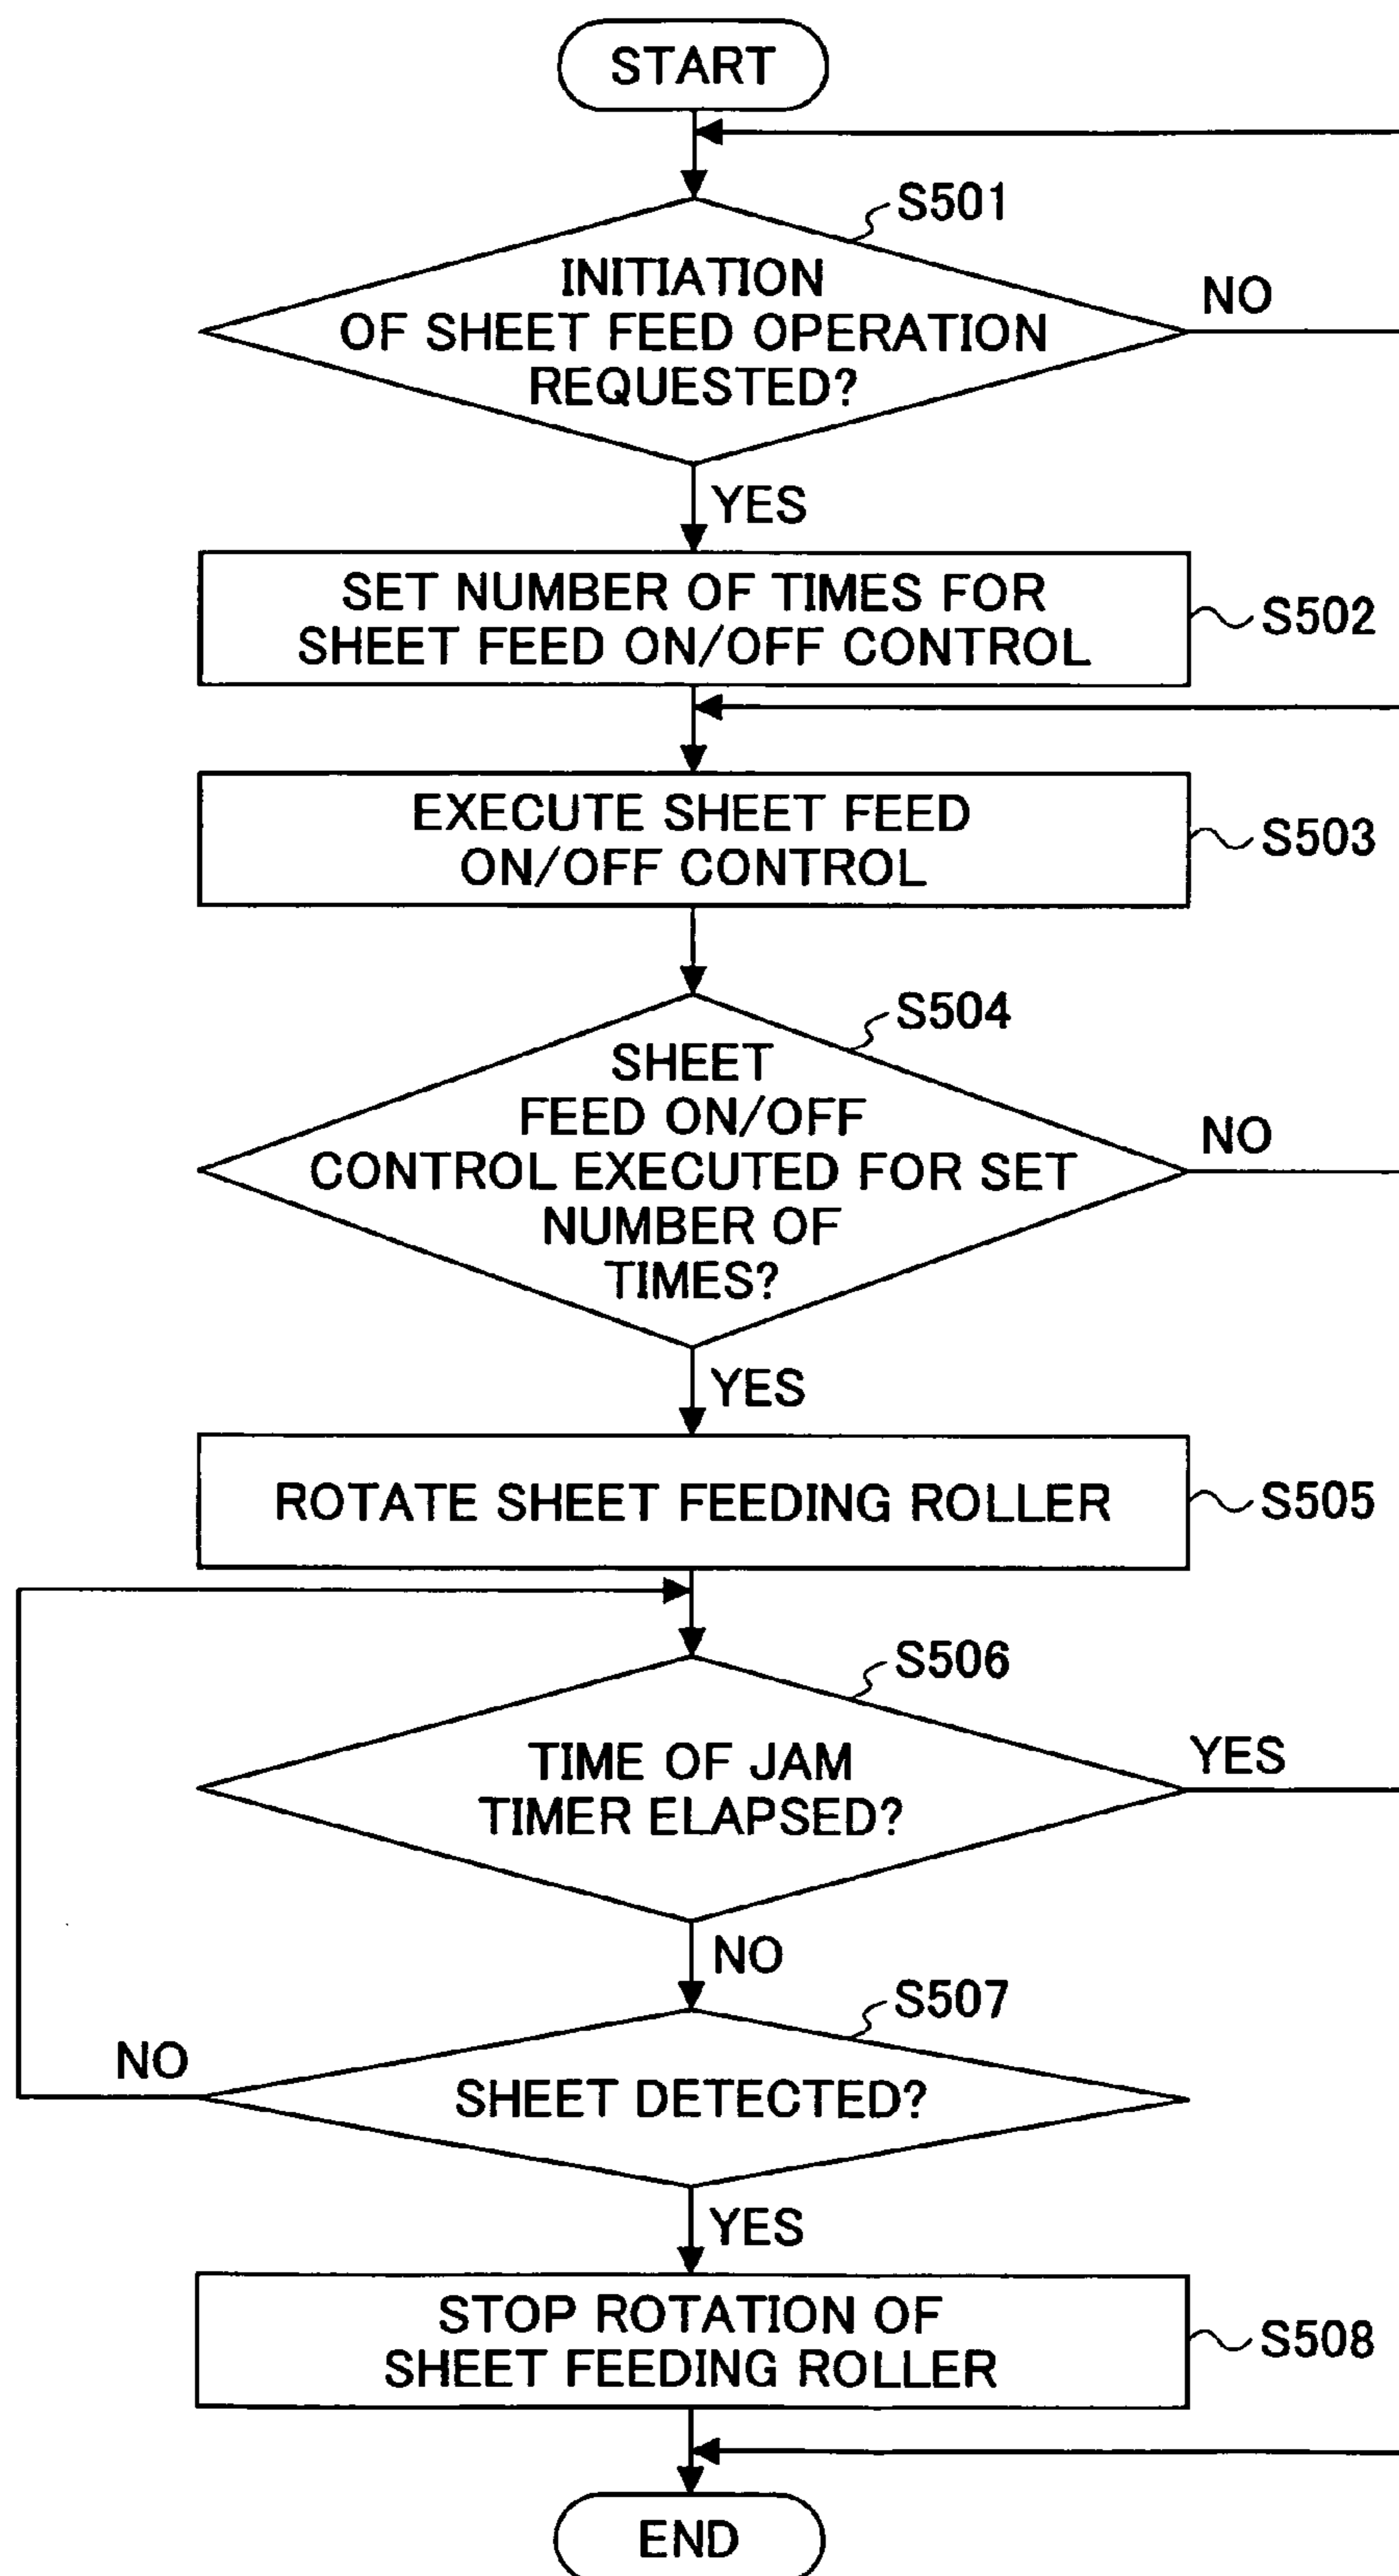 START
S501
INITIATION
OF SHEET FEED OPERATION
REQUESTED?
NO
YES
SET NUMBER OF TIMES FOR
SHEET FEED ON/OFF CONTROL
S502
EXECUTE SHEET FEED
ON/OFF CONTROL
S503
S504
SHEET
FEED ON/OFF
CONTROL EXECUTED FOR SET
NUMBER OF
TIMES?
NO
YES
ROTATE SHEET FEEDING ROLLER
S505
S506
TIME OF JAM
TIMER ELAPSED?
YES
NO
S507
SHEET DETECTED?
NO
YES
STOP ROTATION OF
SHEET FEEDING ROLLER
S508
END